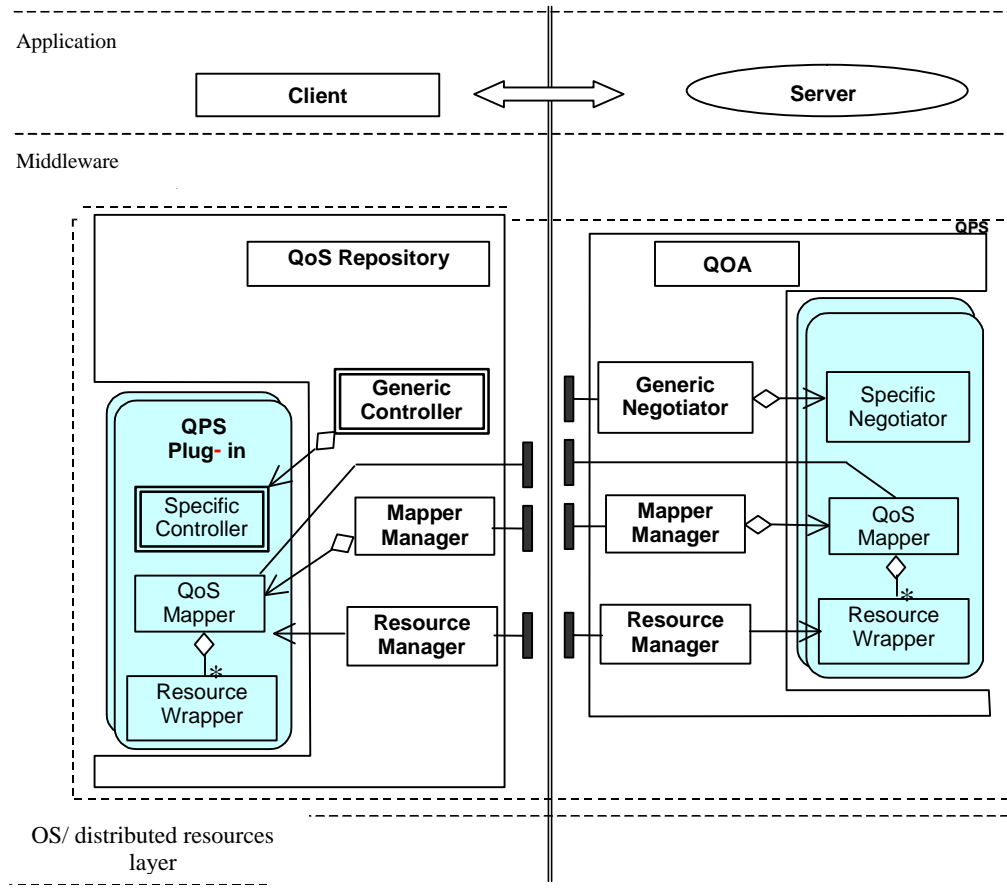 Application
Client
Server
Middleware
QPS
QoS Repository
QOA
Generic
Controller
QPS
Plug- in
Specific
Controller
Mapper
Manager
QoS
Mapper
Resource
Manager
*
Resource
Wrapper
Generic
Negotiator
Specific
Negotiator
Mapper
Manager
QoS
Mapper
*
Resource
Manager
Resource
Wrapper
OS/ distributed resources
layer